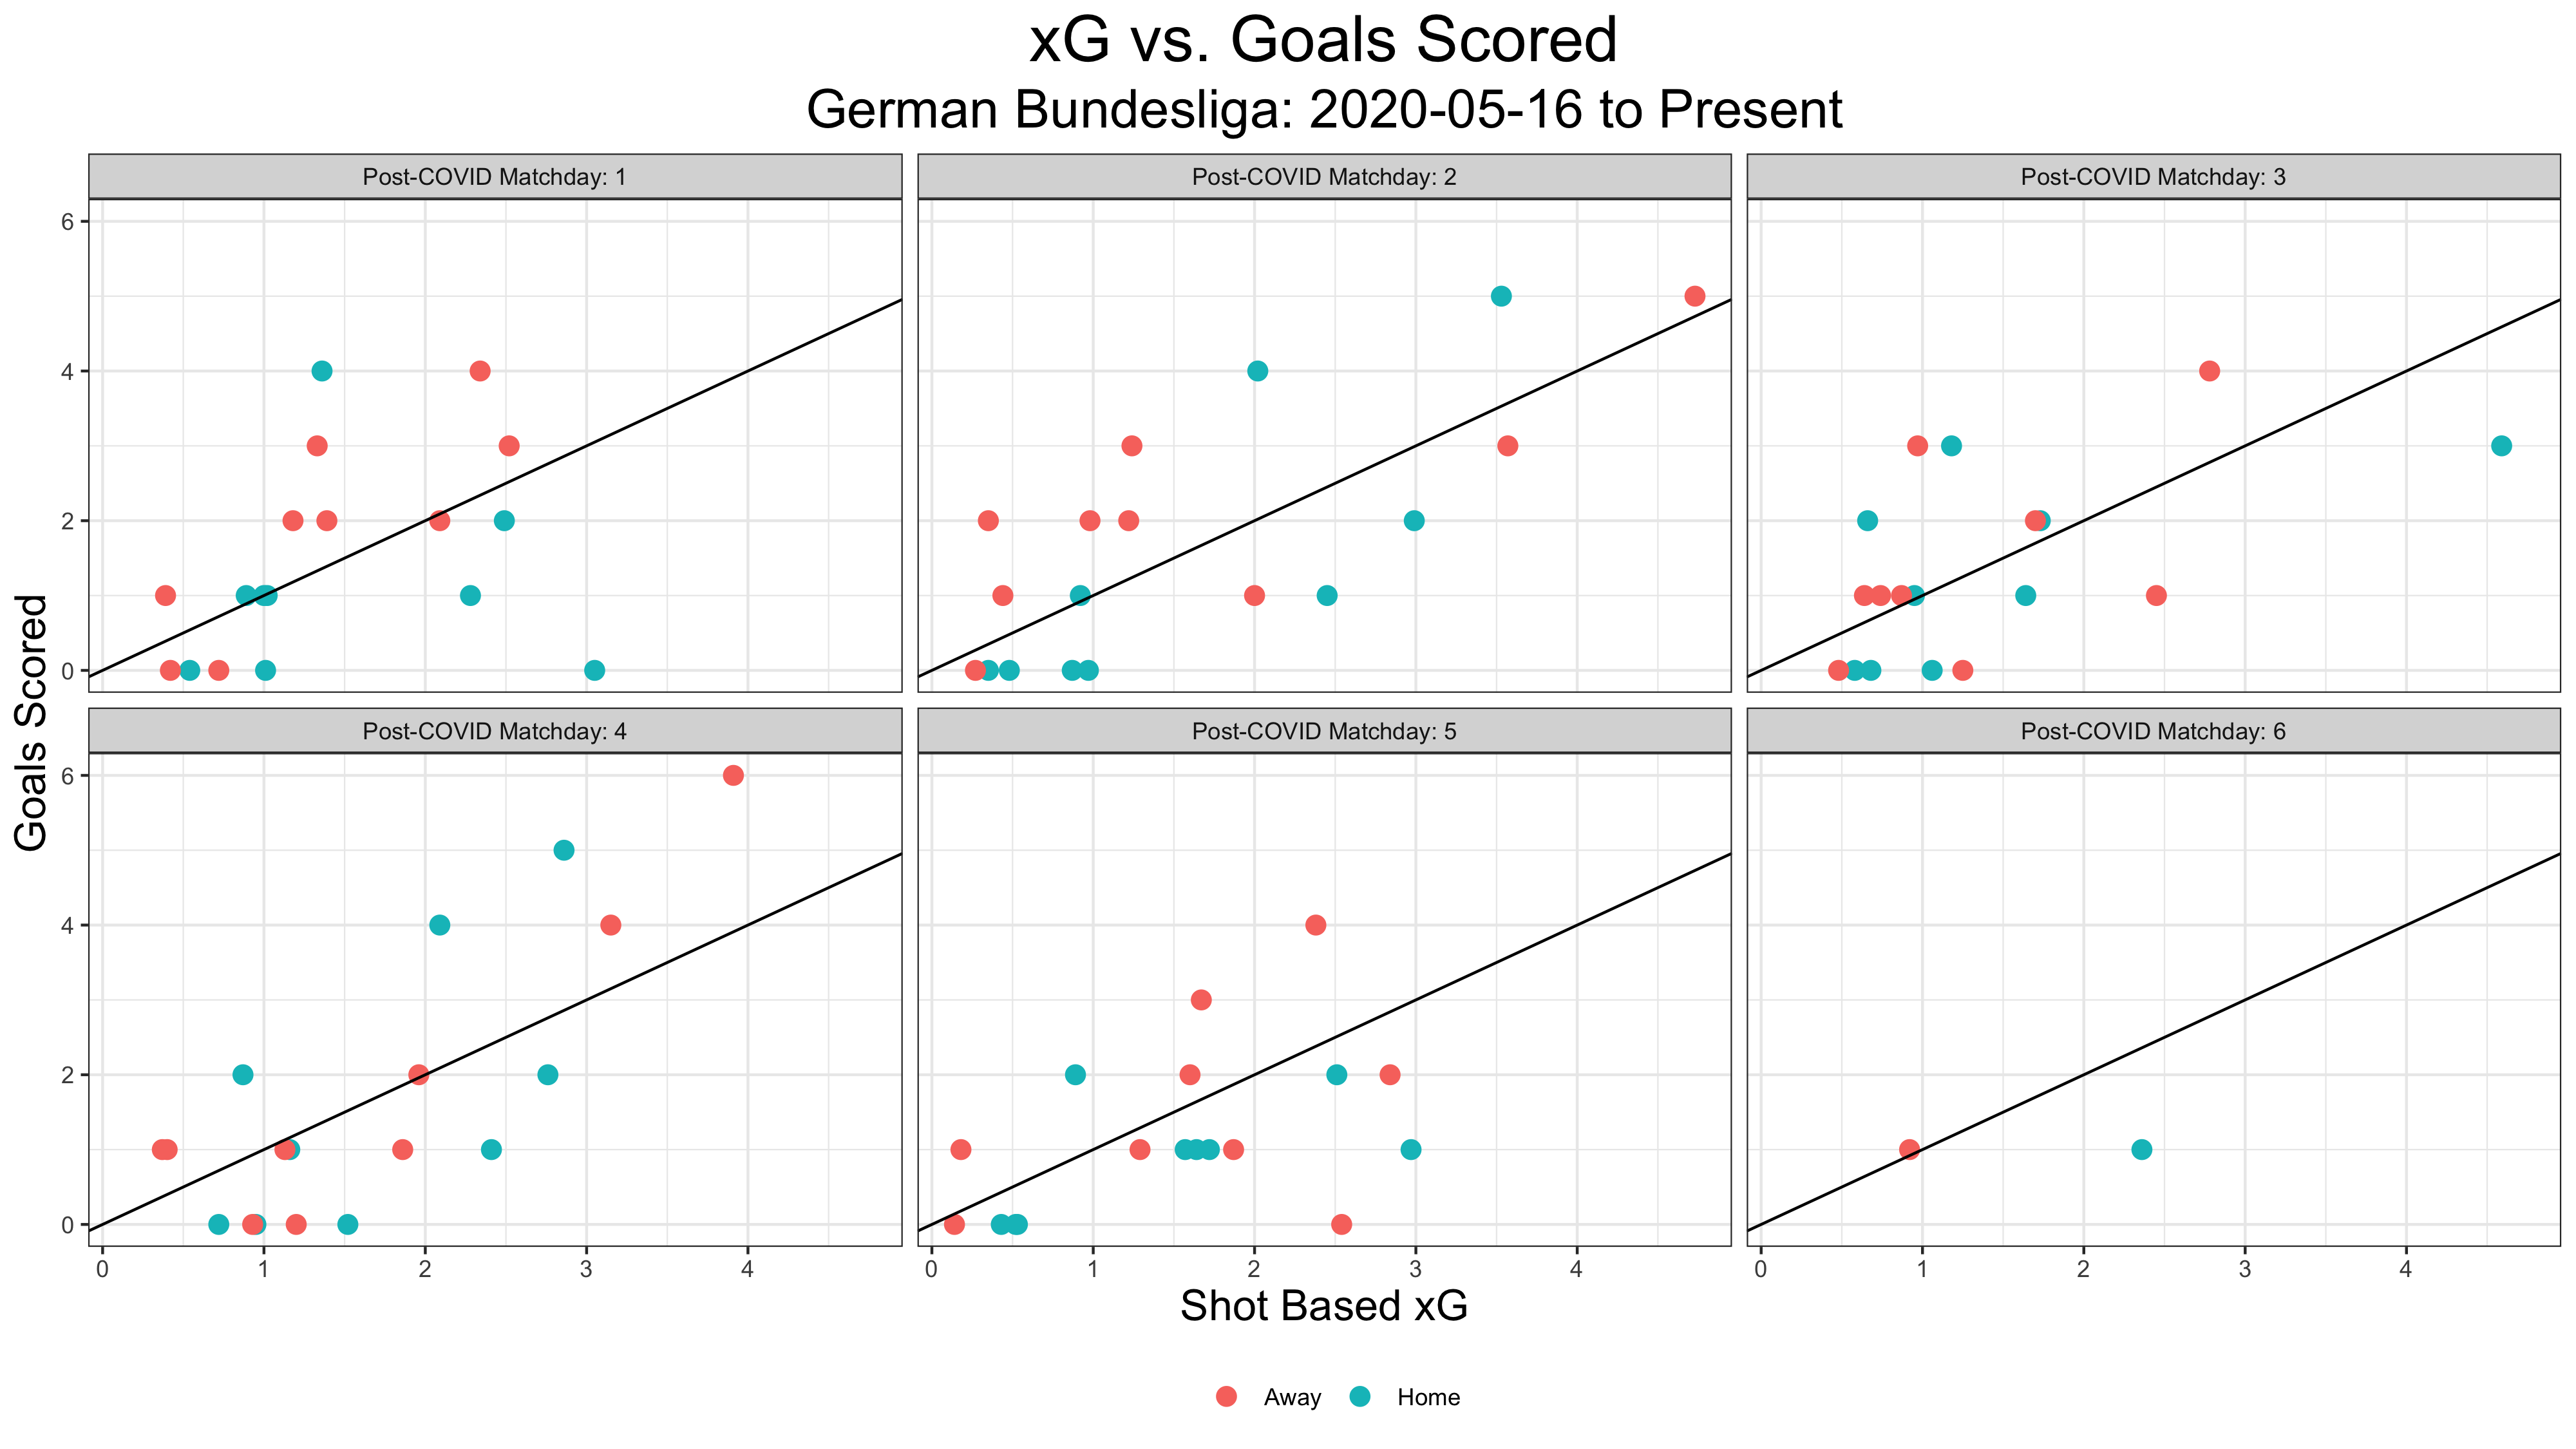 xG vs. Goals Scored
German Bundesliga: 2020-05-16 to Present
Post-COVID Matchday: 1
Post-COVID Matchday: 2
Post-COVID Matchday: 3
6
4
2
0
Post-COVID Matchday: 4
Post-COVID Matchday: 5
Post-COVID Matchday: 6
6
4
2
0
Goals Scored
0 1 2 3 4
0 1 2 3 4
0 1 2 3 4
Shot Based xG
Away Home